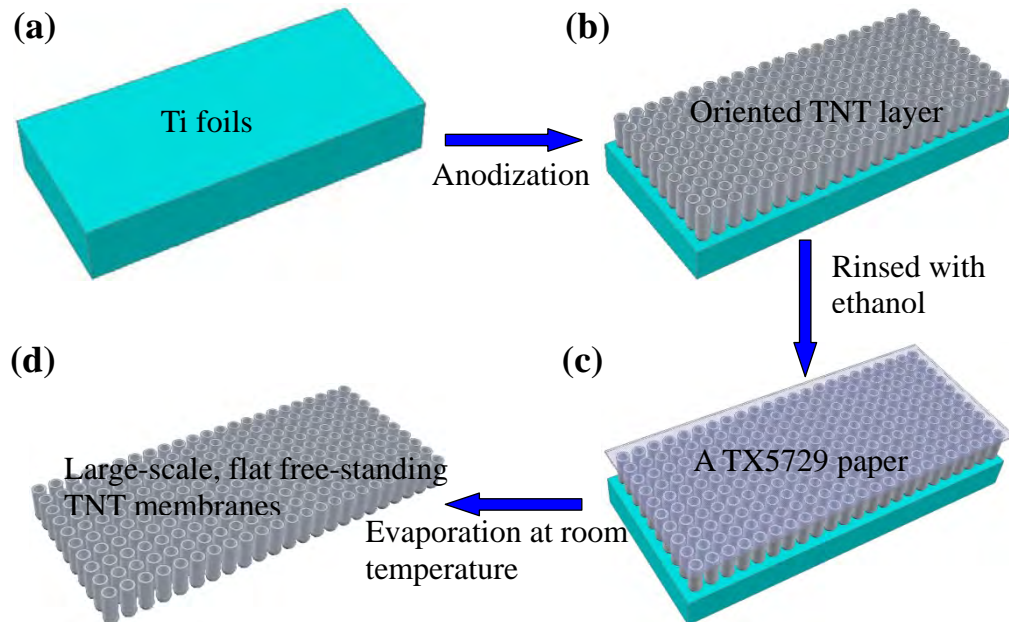 (a)
Ti foils
Anodization
(b)
Oriented TNT layer
Rinsed with
ethanol
(c)
A TX5729 paper
Evaporation at room
temperature
(d)
Large-scale, flat free-standing
TNT membranes